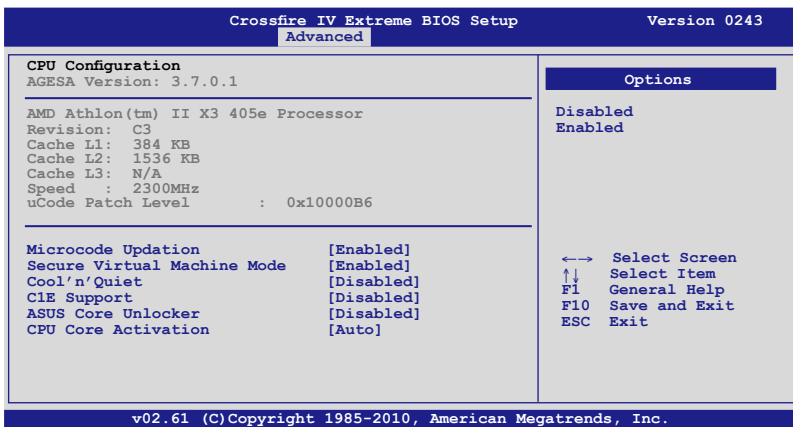 Crossfire IV Extreme BIOS Setup Version 0243
Advanced
CPU Configuration
AGESA Version: 3.7.0.1
AMD Athlon(tm) II X3 405e Processor
Revision: C3
Cache L1: 384 KB
Cache L2: 1536 KB
Cache L3: N/A
Speed : 2300MHz
uCode Patch Level : 0x10000B6
Microcode Updation [Enabled]
Secure Virtual Machine Mode [Enabled]
Cool'n'Quiet [Disabled]
C1E Support [Disabled]
ASUS Core Unlocker [Disabled]
CPU Core Activation [Auto]
Options
Disabled
Enabled
←→ Select Screen
↑↓ Select Item
F1 General Help
F10 Save and Exit
ESC Exit
v02.61 (C)Copyright 1985-2010, American Megatrends, Inc.